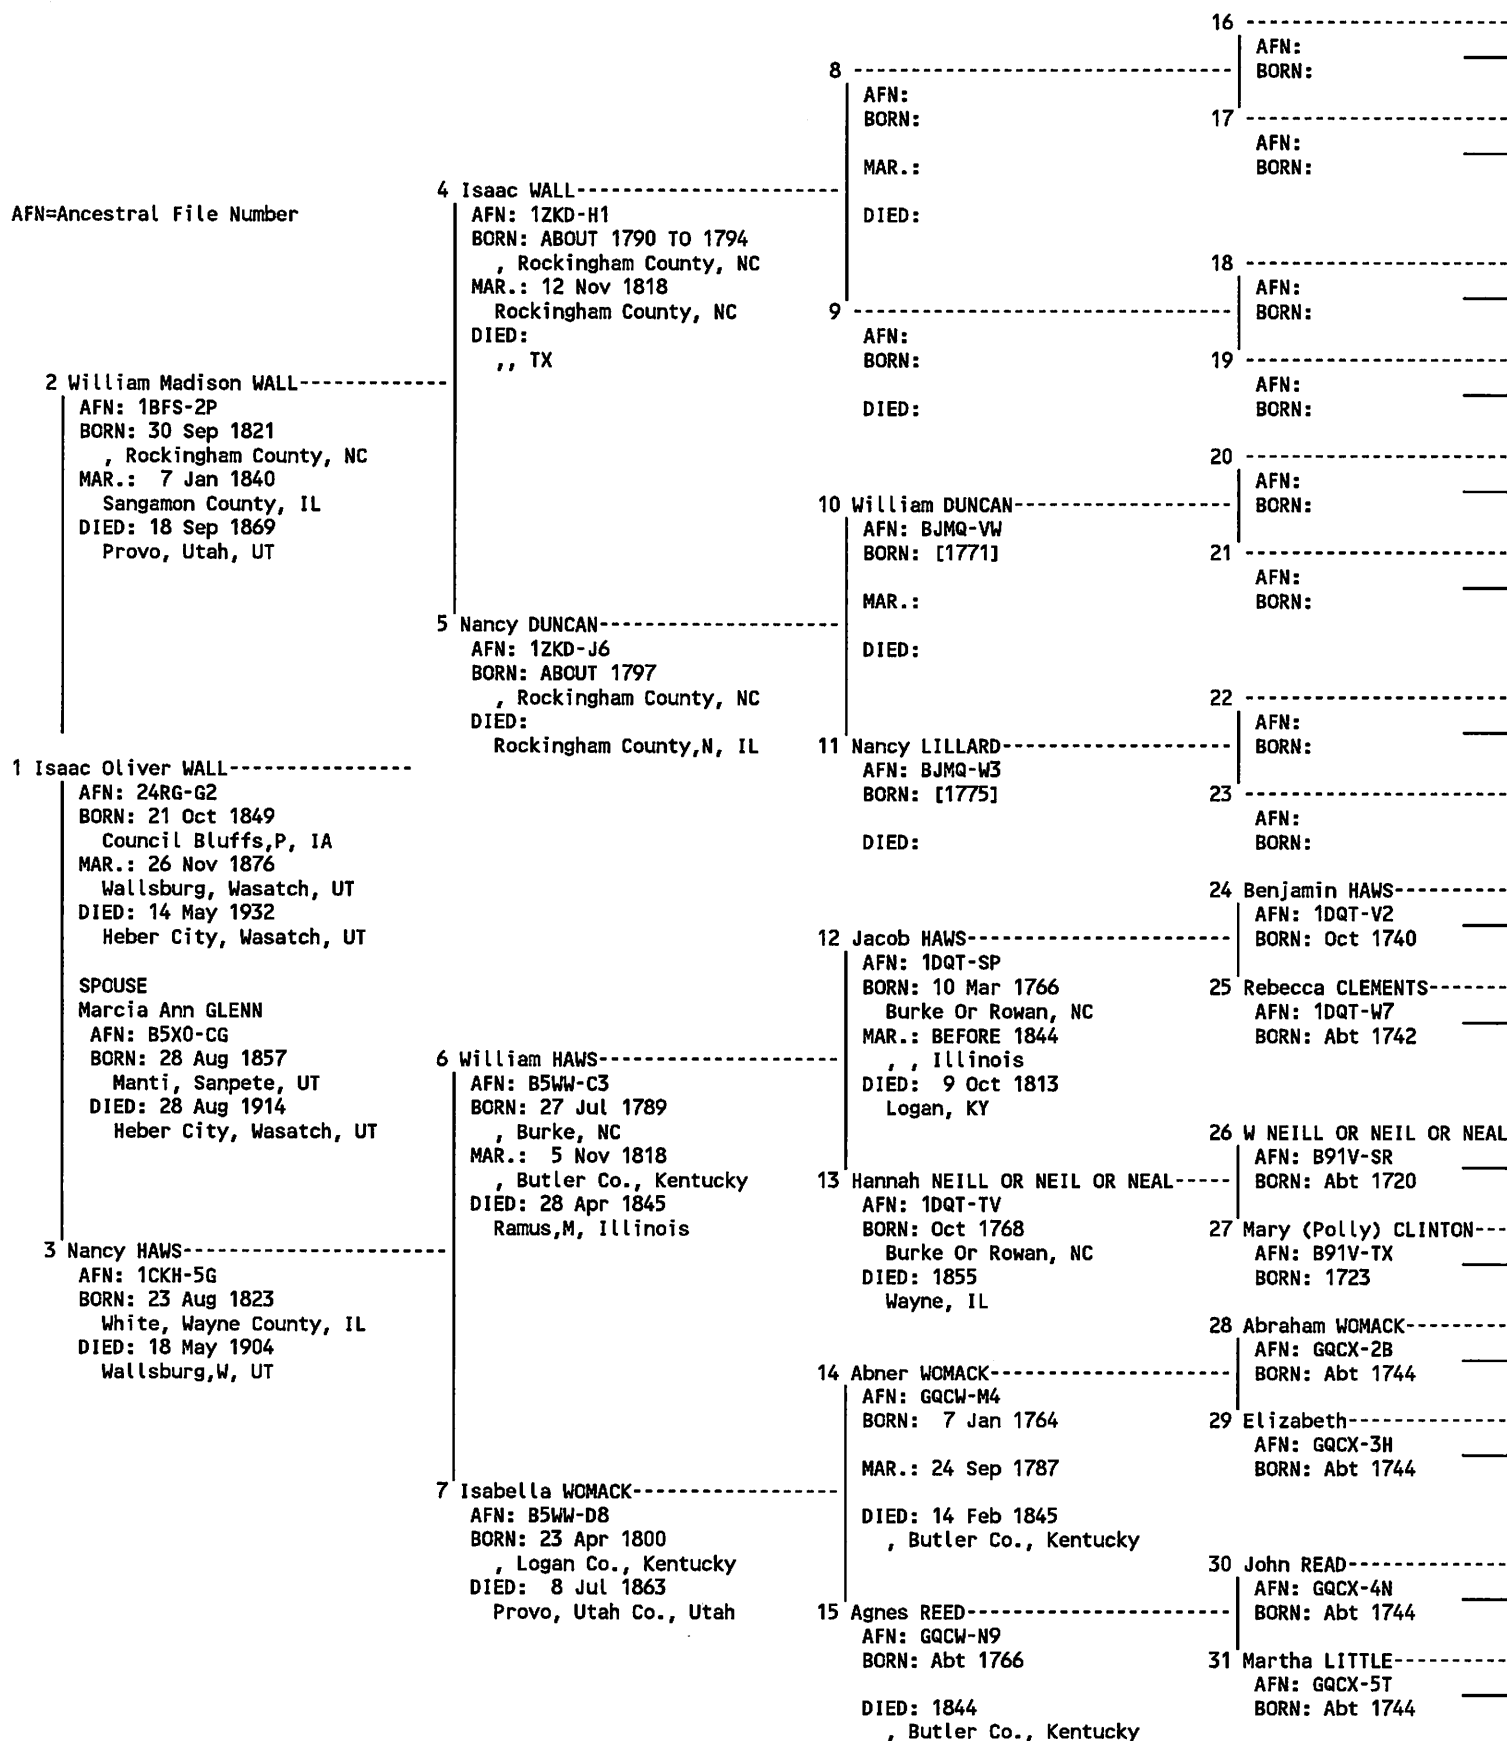 AFN=Ancestral File Number
1 Isaac Oliver WALL---------------
AFN: 24RG-G2
BORN: 21 Oct 1849
Council Bluffs,P, IA
MAR.: 26 Nov 1876
Wallsburg, Wasatch, UT
DIED: 14 May 1932
Heber City, Wasatch, UT
SPOUSE
Marcia Ann GLENN
AFN: B5X0-CG
BORN: 28 Aug 1857
Manti, Sanpete, UT
DIED: 28 Aug 1914
Heber City, Wasatch, UT
2 William Madison WALL-------------
AFN: 1BFS-2P
BORN: 30 Sep 1821
, Rockingham County, NC
MAR.: 7 Jan 1840
Sangamon County, IL
DIED: 18 Sep 1869
Provo, Utah, UT
3 Nancy HAWS-----------------------
AFN: 1CKH-5G
BORN: 23 Aug 1823
White, Wayne County, IL
DIED: 18 May 1904
Wallsburg,W, UT
4 Isaac WALL-----------------------
AFN: 1ZKD-H1
BORN: ABOUT 1790 TO 1794
, Rockingham County, NC
MAR.: 12 Nov 1818
Rockingham County, NC
DIED:
,, TX
5 Nancy DUNCAN---------------------
AFN: 1ZKD-J6
BORN: ABOUT 1797
, Rockingham County, NC
DIED:
Rockingham County,N, IL
6 William HAWS---------------------
AFN: B5WW-C3
BORN: 27 Jul 1789
, Burke, NC
MAR.: 5 Nov 1818
, Butler Co., Kentucky
DIED: 28 Apr 1845
Ramus,M, Illinois
7 Isabella WOMACK------------------
AFN: B5WW-D8
BORN: 23 Apr 1800
, Logan Co., Kentucky
DIED: 8 Jul 1863
Provo, Utah Co., Utah
8 ---------------------------------
AFN:
BORN:
MAR.:
DIED:
9 ---------------------------------
AFN:
BORN:
DIED:
10 William DUNCAN-------------------
AFN: BJMQ-VW
BORN: [1771]
MAR.:
DIED:
11 Nancy LILLARD--------------------
AFN: BJMQ-W3
BORN: [1775]
DIED:
12 Jacob HAWS-----------------------
AFN: 1DQT-SP
BORN: 10 Mar 1766
Burke Or Rowan, NC
MAR.: BEFORE 1844
, , Illinois
DIED: 9 Oct 1813
Logan, KY
13 Hannah NEILL OR NEIL OR NEAL-----
AFN: 1DQT-TV
BORN: Oct 1768
Burke Or Rowan, NC
DIED: 1855
Wayne, IL
14 Abner WOMACK---------------------
AFN: GQCW-M4
BORN: 7 Jan 1764
MAR.: 24 Sep 1787
DIED: 14 Feb 1845
, Butler Co., Kentucky
15 Agnes REED-----------------------
AFN: GQCW-N9
BORN: Abt 1766
DIED: 1844
, Butler Co., Kentucky
16 -----------------------
AFN:
BORN:
17 -----------------------
AFN:
BORN:
18 -----------------------
AFN:
BORN:
19 -----------------------
AFN:
BORN:
20 -----------------------
AFN:
BORN:
21 -----------------------
AFN:
BORN:
22 -----------------------
AFN:
BORN:
23 -----------------------
AFN:
BORN:
24 Benjamin HAWS----------
AFN: 1DQT-V2
BORN: Oct 1740
25 Rebecca CLEMENTS-------
AFN: 1DQT-W7
BORN: Abt 1742
26 W NEILL OR NEIL OR NEAL
AFN: B91V-SR
BORN: Abt 1720
27 Mary (Polly) CLINTON---
AFN: B91V-TX
BORN: 1723
28 Abraham WOMACK---------
AFN: GQCX-2B
BORN: Abt 1744
29 Elizabeth--------------
AFN: GQCX-3H
BORN: Abt 1744
30 John READ--------------
AFN: GQCX-4N
BORN: Abt 1744
31 Martha LITTLE----------
AFN: GQCX-5T
BORN: Abt 1744